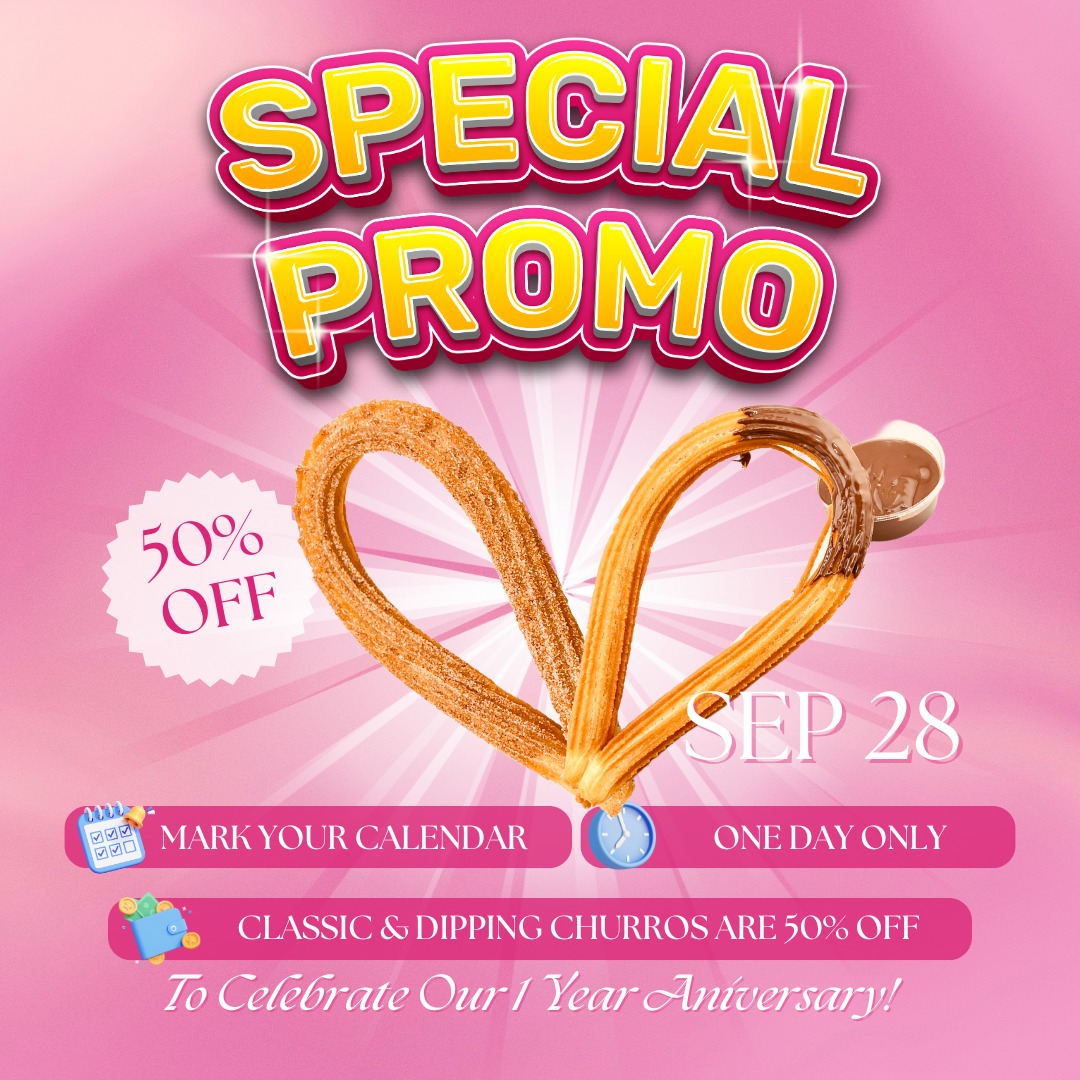 SPECIAL
PROMO
50%
OFF
SEP 28
MARK YOUR CALENDAR
ONE DAY ONLY
CLASSIC & DIPPING CHURROS ARE 50% OFF
To Celebrate Our 1 Year Aniversary!